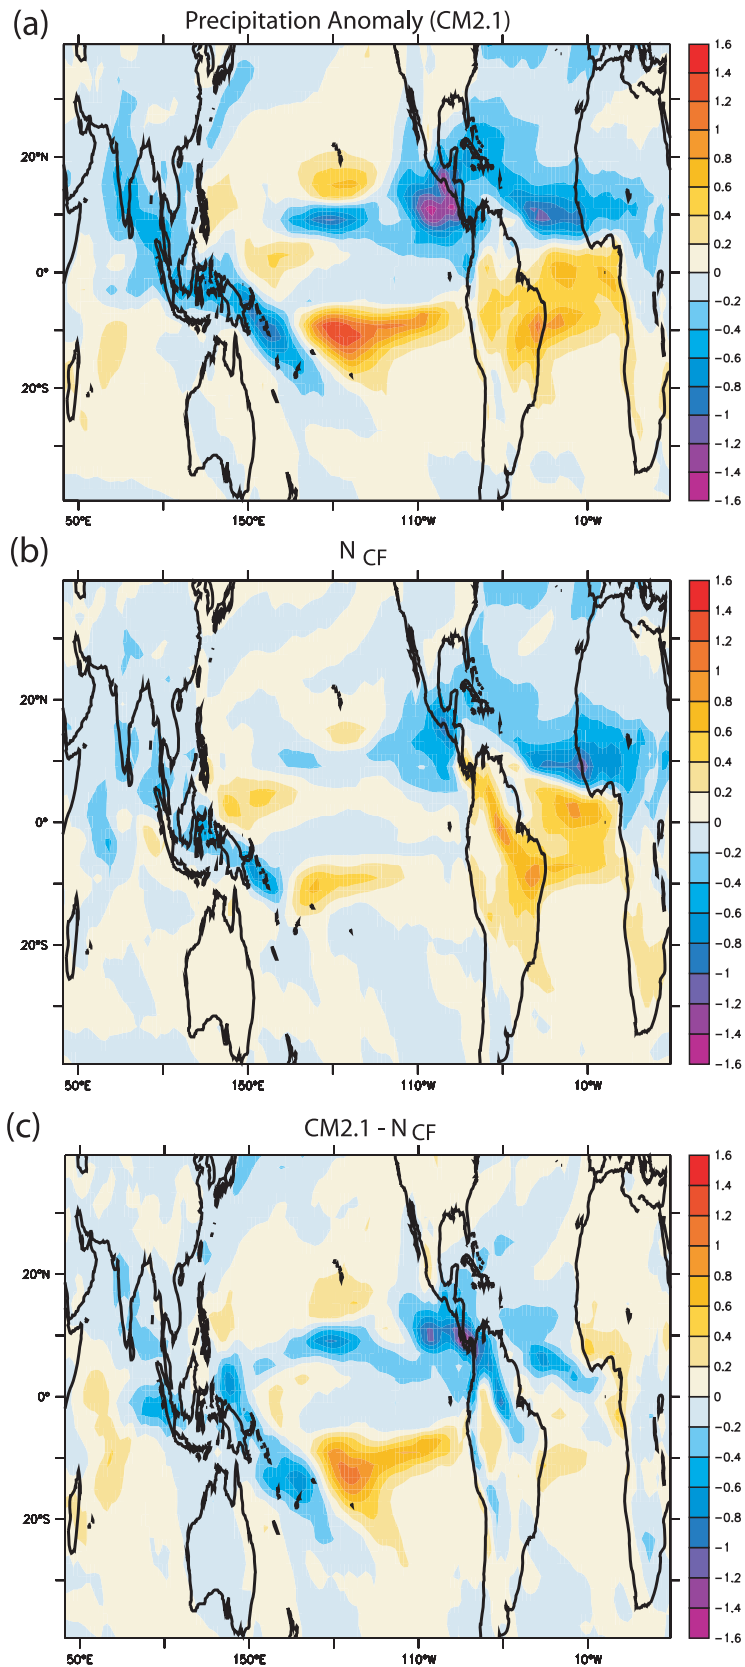 (a)
Precipitation Anomaly (CM2.1)
20°N
0°
20°S
50°E
150°E
110°W
10°W
1.6
1.4
1.2
1
0.8
0.6
0.4
0.2
0
−0.2
−0.4
−0.6
−0.8
−1
−1.2
−1.4
−1.6
(b)
N CF
20°N
0°
20°S
50°E
150°E
110°W
10°W
1.6
1.4
1.2
1
0.8
0.6
0.4
0.2
0
−0.2
−0.4
−0.6
−0.8
−1
−1.2
−1.4
−1.6
(c)
CM2.1 - N CF
20°N
0°
20°S
50°E
150°E
110°W
10°W
1.6
1.4
1.2
1
0.8
0.6
0.4
0.2
0
−0.2
−0.4
−0.6
−0.8
−1
−1.2
−1.4
−1.6